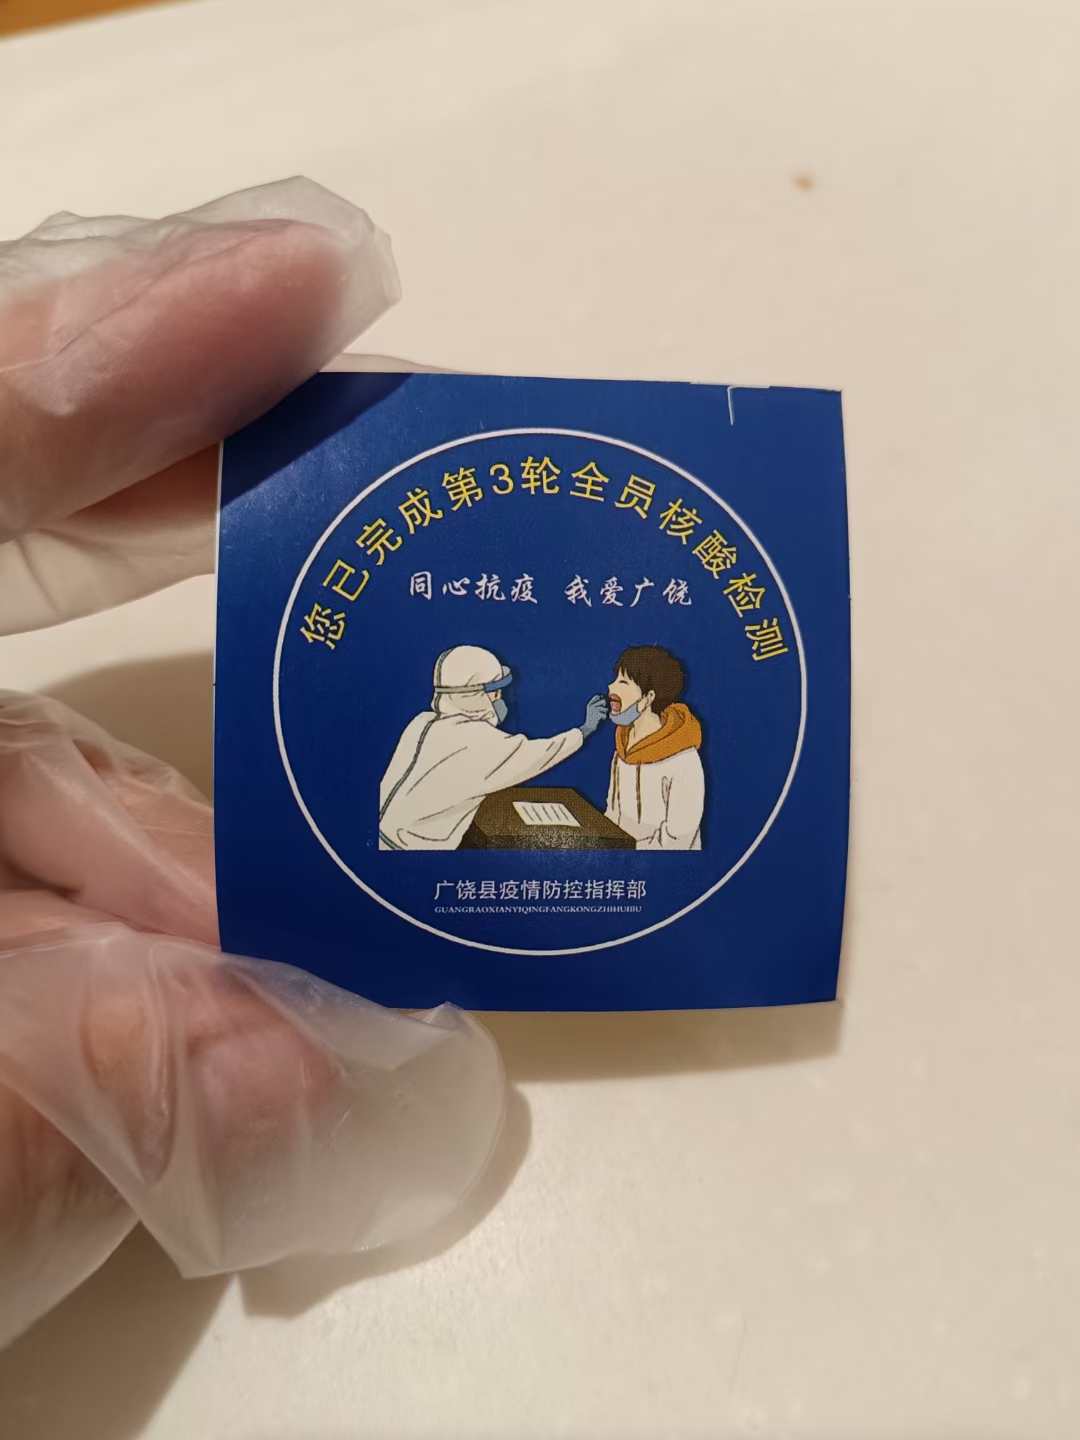 您已完成第3轮全员核酸检测
同心抗疫 我爱广饶
广饶县疫情防控指挥部
GUANGRAOXIANYIQINGFANGKONGZHIHUIBU